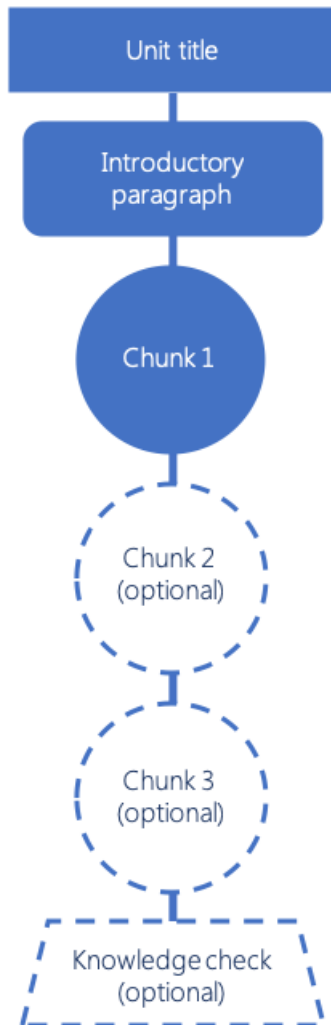 Unit title
Introductory
paragraph
Chunk 1
Chunk 2
(optional)
Chunk 3
(optional)
Knowledge check
(optional)